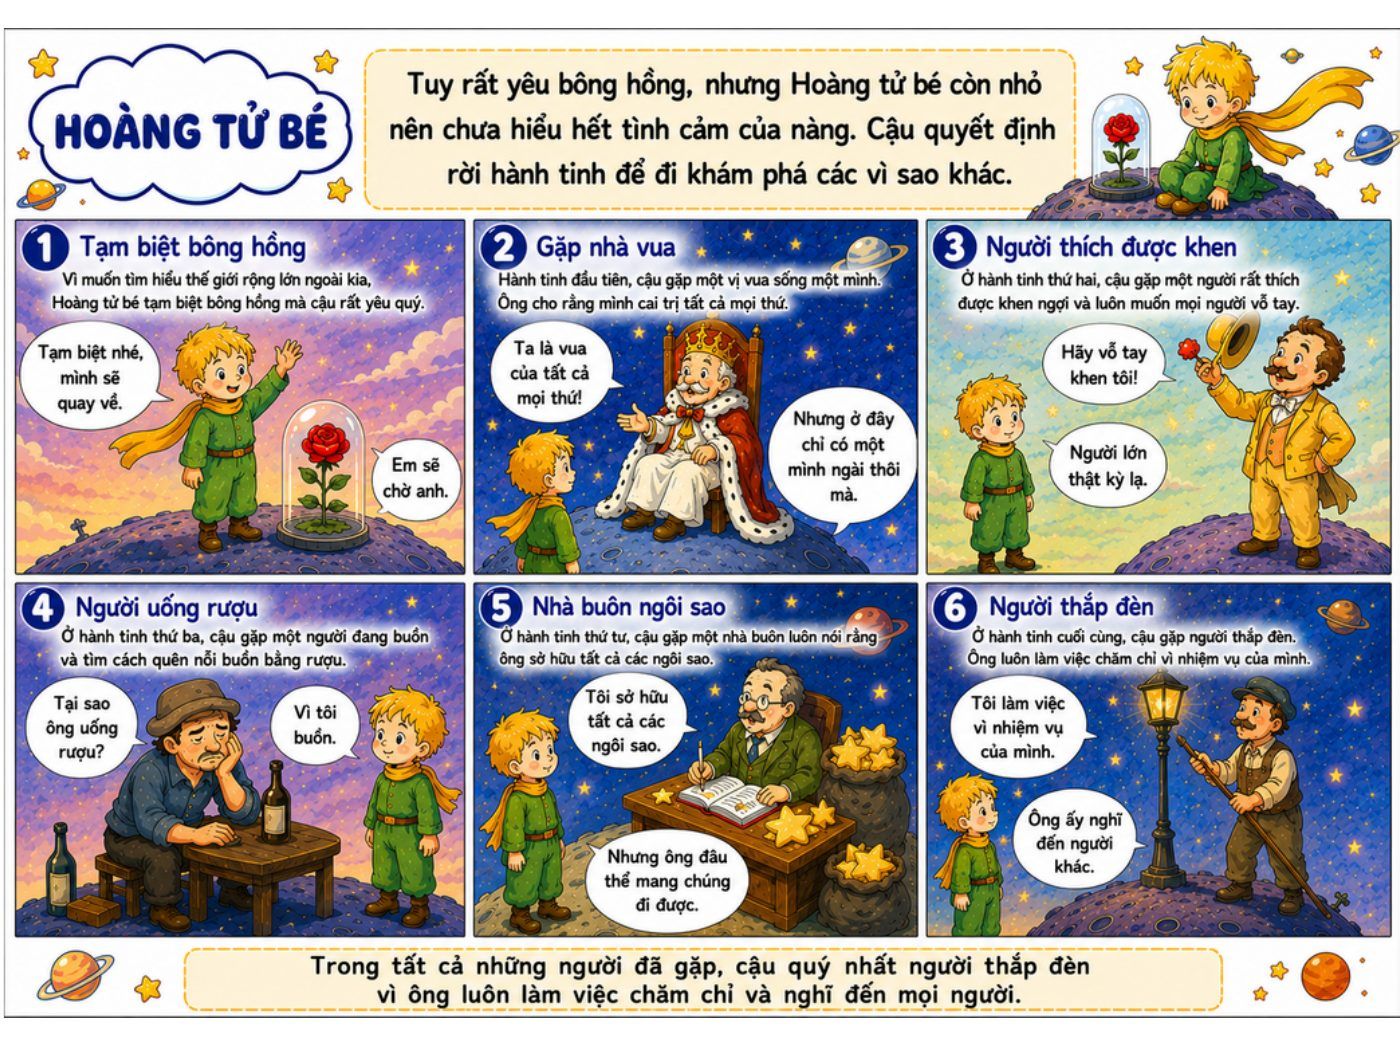 HOÀNG TỬ BÉ
Tuy rất yêu bông hồng, nhưng Hoàng tử bé còn nhỏ
nên chưa hiểu hết tình cảm của nàng. Cậu quyết định
rời hành tinh để đi khám phá các vì sao khác.
1 Tạm biệt bông hồng
Vì muốn tìm hiểu thế giới rộng lớn ngoài kia,
Hoàng tử bé tạm biệt bông hồng mà cậu rất yêu quý.
Tạm biệt nhé,
mình sẽ
quay về.
Em sẽ
chờ anh.
2 Gặp nhà vua
Hành tinh đầu tiên, cậu gặp một vị vua sống một mình.
Ông cho rằng mình cai trị tất cả mọi thứ.
Ta là vua
của tất cả
mọi thứ!
Nhưng ở đây
chỉ có một
mình ngài thôi
mà.
3 Người thích được khen
Ở hành tinh thứ hai, cậu gặp một người rất thích
được khen ngợi và luôn muốn mọi người vỗ tay.
Hãy vỗ tay
khen tôi!
Người lớn
thật kỳ lạ.
4 Người uống rượu
Ở hành tinh thứ ba, cậu gặp một người đang buồn
và tìm cách quên nỗi buồn bằng rượu.
Tại sao
ông uống
rượu?
Vì tôi
buồn.
5 Nhà buôn ngôi sao
Ở hành tinh thứ tư, cậu gặp một nhà buôn luôn nói rằng
ông sở hữu tất cả các ngôi sao.
Tôi sở hữu
tất cả các
ngôi sao.
Nhưng ông đâu
thể mang chúng
đi được.
6 Người thắp đèn
Ở hành tinh cuối cùng, cậu gặp người thắp đèn.
Ông luôn làm việc chăm chỉ vì nhiệm vụ của mình.
Tôi làm việc
vì nhiệm vụ
của mình.
Ông ấy nghĩ
đến người
khác.
Trong tất cả những người đã gặp, cậu quý nhất người thắp đèn
vì ông luôn làm việc chăm chỉ và nghĩ đến mọi người.